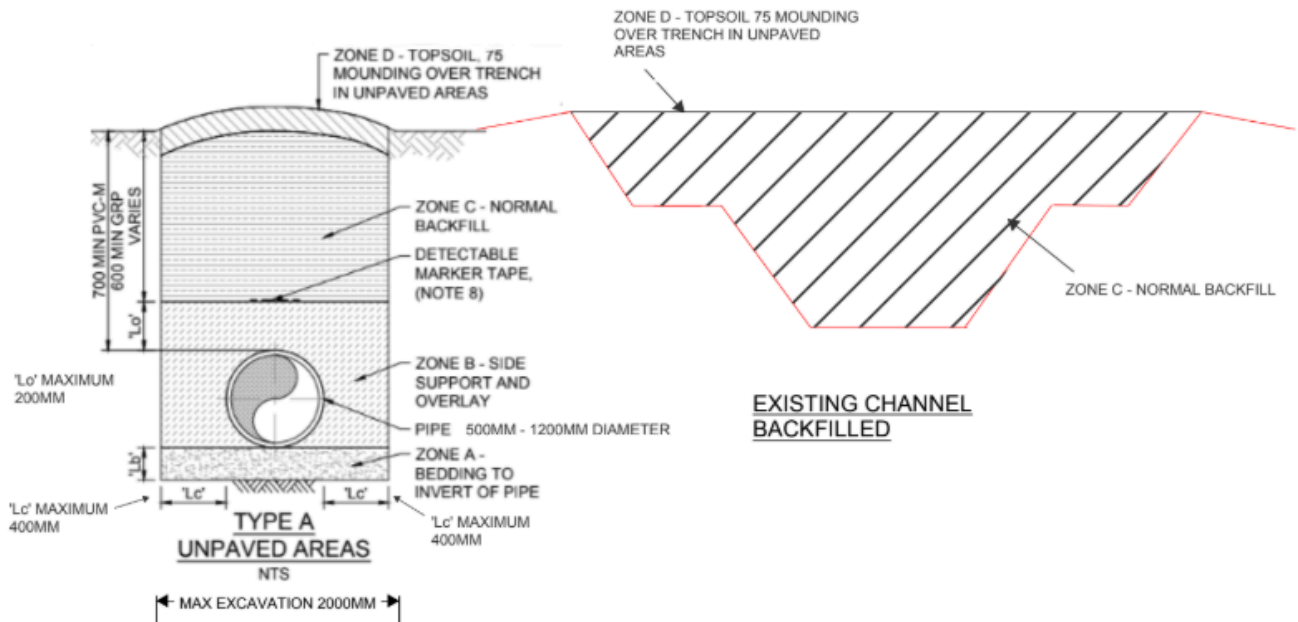 ZONE D - TOPSOIL, 75
MOUNDING OVER TRENCH
IN UNPAVED AREAS
700 MIN PVC-M
600 MIN GRP
VARIES
ZONE C - NORMAL
BACKFILL
DETECTABLE
MARKER TAPE,
(NOTE 8)
'Lo'
'Lo' MAXIMUM
200MM
ZONE B - SIDE
SUPPORT AND
OVERLAY
PIPE 500MM - 1200MM DIAMETER
ZONE A -
BEDDING TO
INVERT OF PIPE
'Lb'
'Lc'
'Lc'
'Lc' MAXIMUM
400MM
'Lc' MAXIMUM
400MM
TYPE A
UNPAVED AREAS
NTS
MAX EXCAVATION 2000MM
ZONE D - TOPSOIL 75 MOUNDING
OVER TRENCH IN UNPAVED
AREAS
ZONE C - NORMAL BACKFILL
EXISTING CHANNEL
BACKFILLED